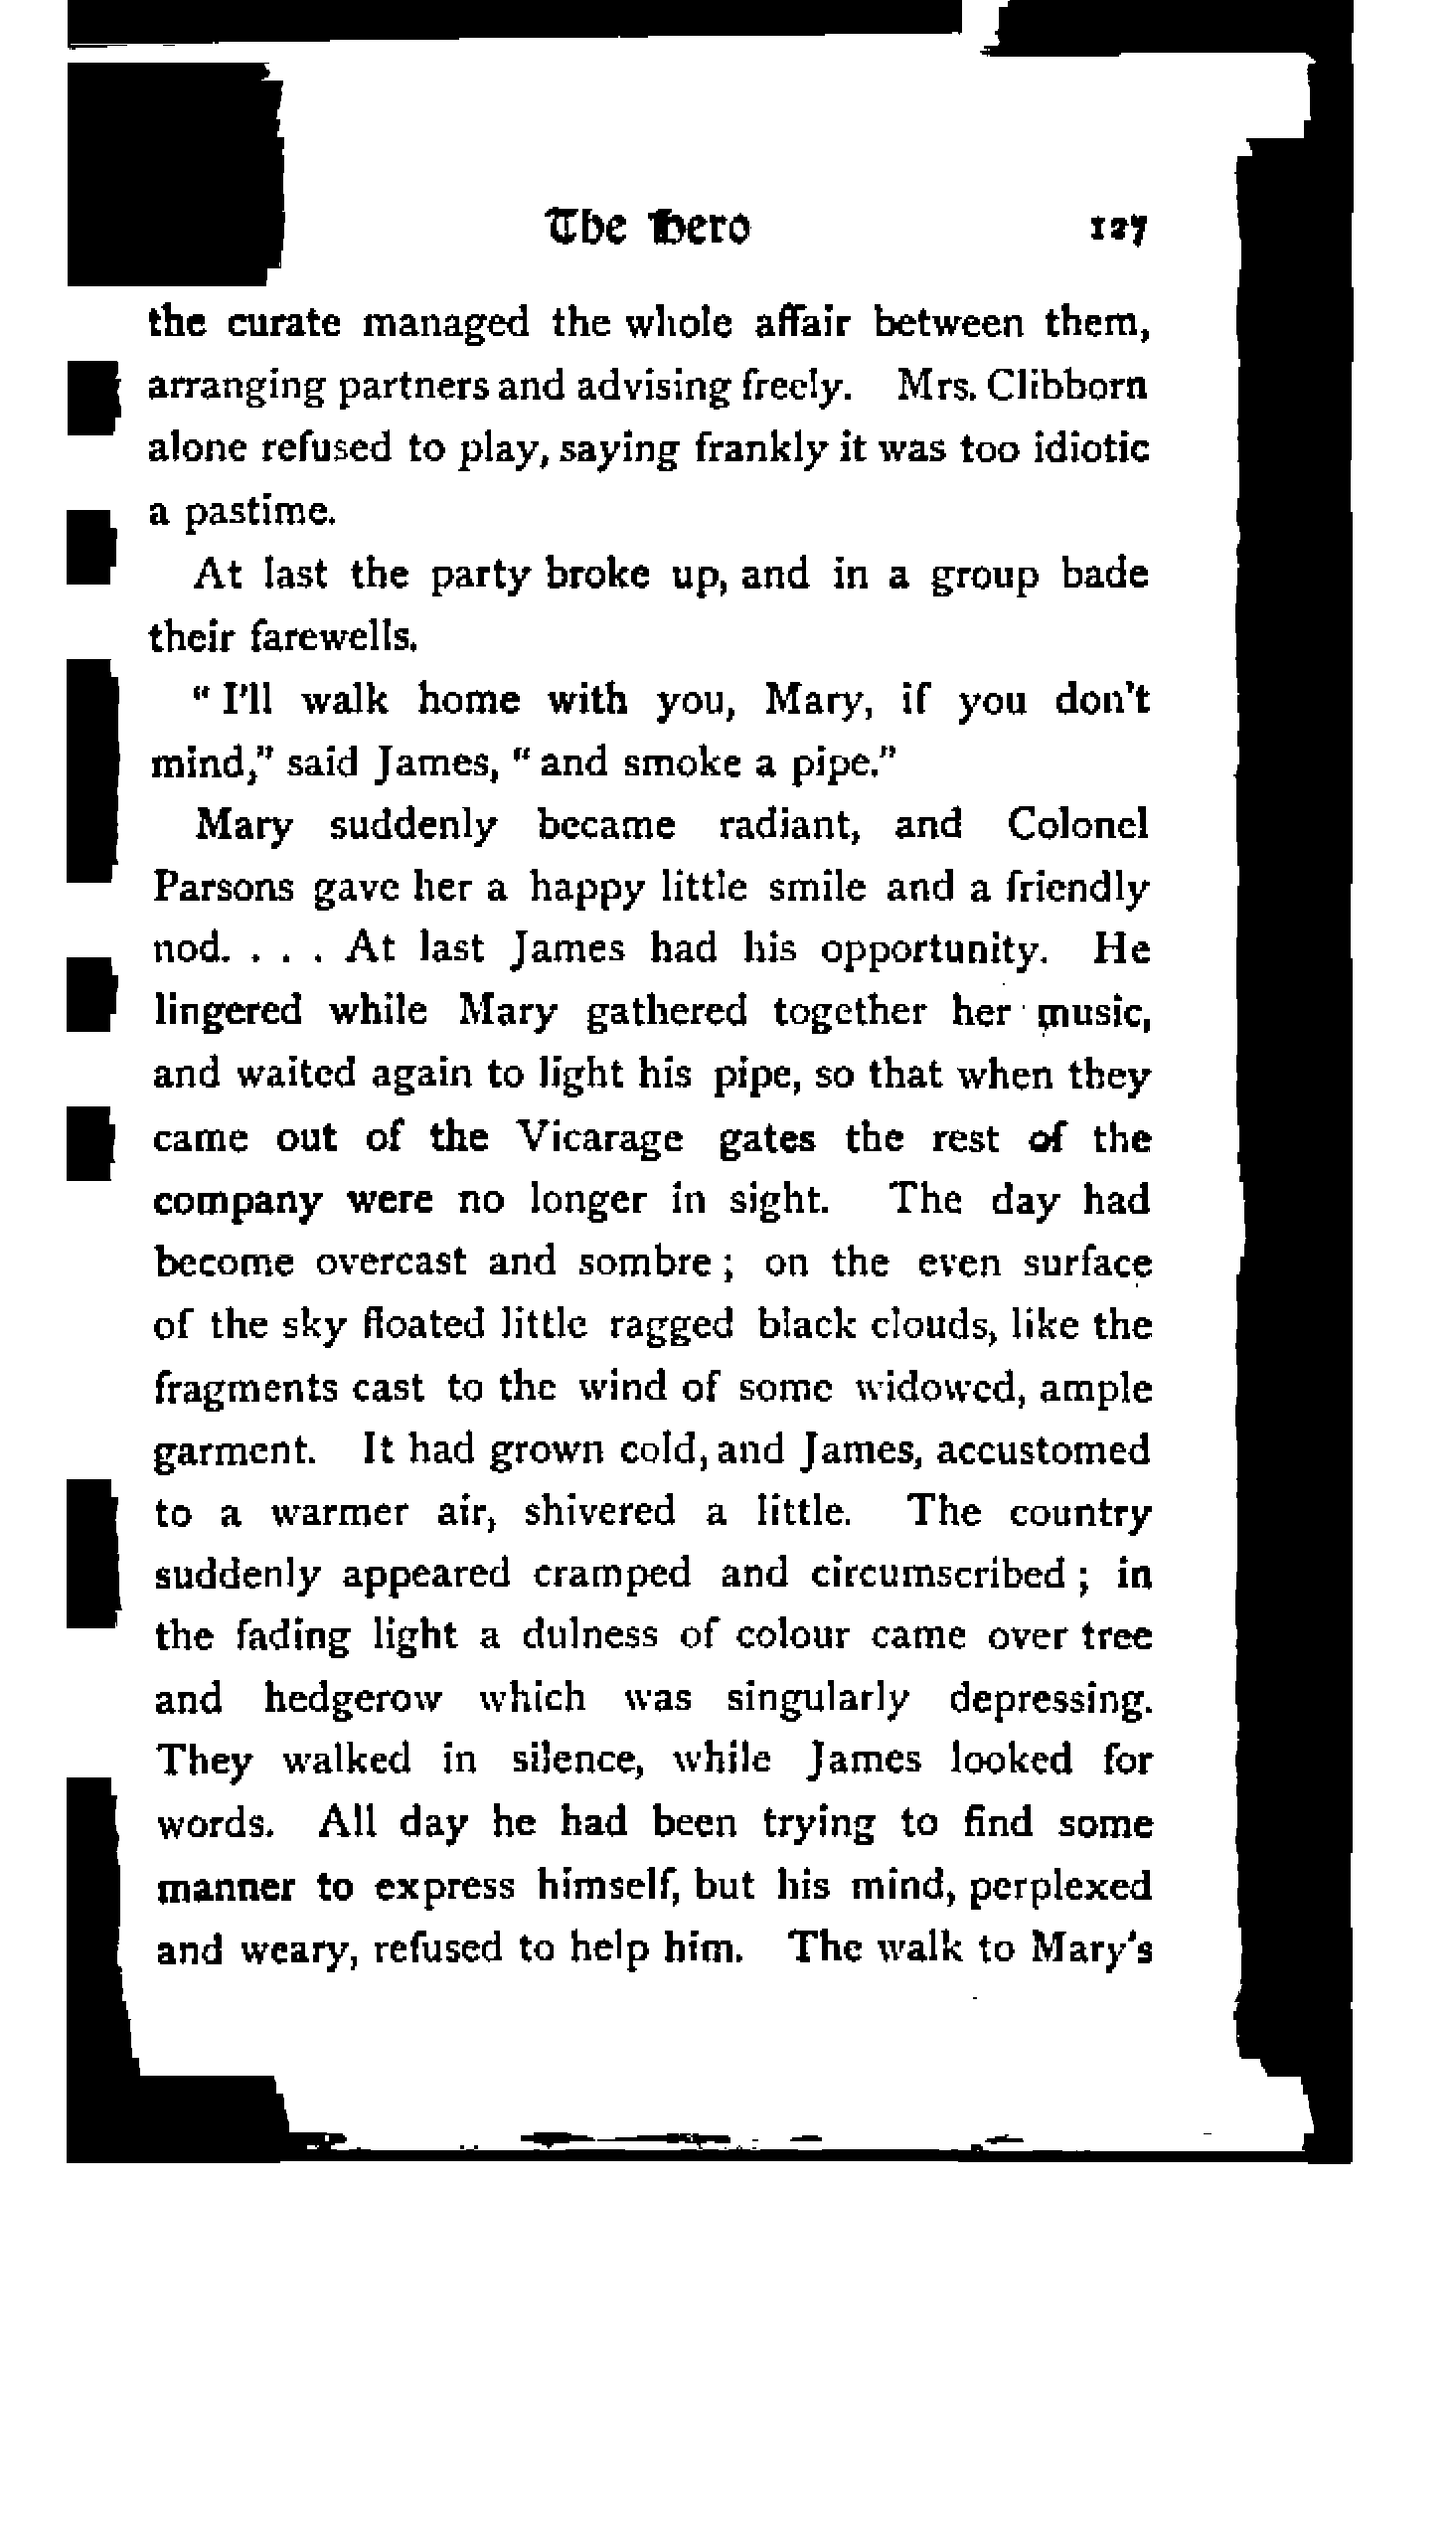 The Hero 127
the curate managed the whole affair between them,
arranging partners and advising freely. Mrs. Clibborn
alone refused to play, saying frankly it was too idiotic
a pastime.
At last the party broke up, and in a group bade
their farewells.
“ I'll walk home with you, Mary, if you don't
mind,” said James, “ and smoke a pipe.”
Mary suddenly became radiant, and Colonel
Parsons gave her a happy little smile and a friendly
nod. . . . At last James had his opportunity. He
lingered while Mary gathered together her music,
and waited again to light his pipe, so that when they
came out of the Vicarage gates the rest of the
company were no longer in sight. The day had
become overcast and sombre ; on the even surface
of the sky floated little ragged black clouds, like the
fragments cast to the wind of some widowed, ample
garment. It had grown cold, and James, accustomed
to a warmer air, shivered a little. The country
suddenly appeared cramped and circumscribed ; in
the fading light a dulness of colour came over tree
and hedgerow which was singularly depressing.
They walked in silence, while James looked for
words. All day he had been trying to find some
manner to express himself, but his mind, perplexed
and weary, refused to help him. The walk to Mary's